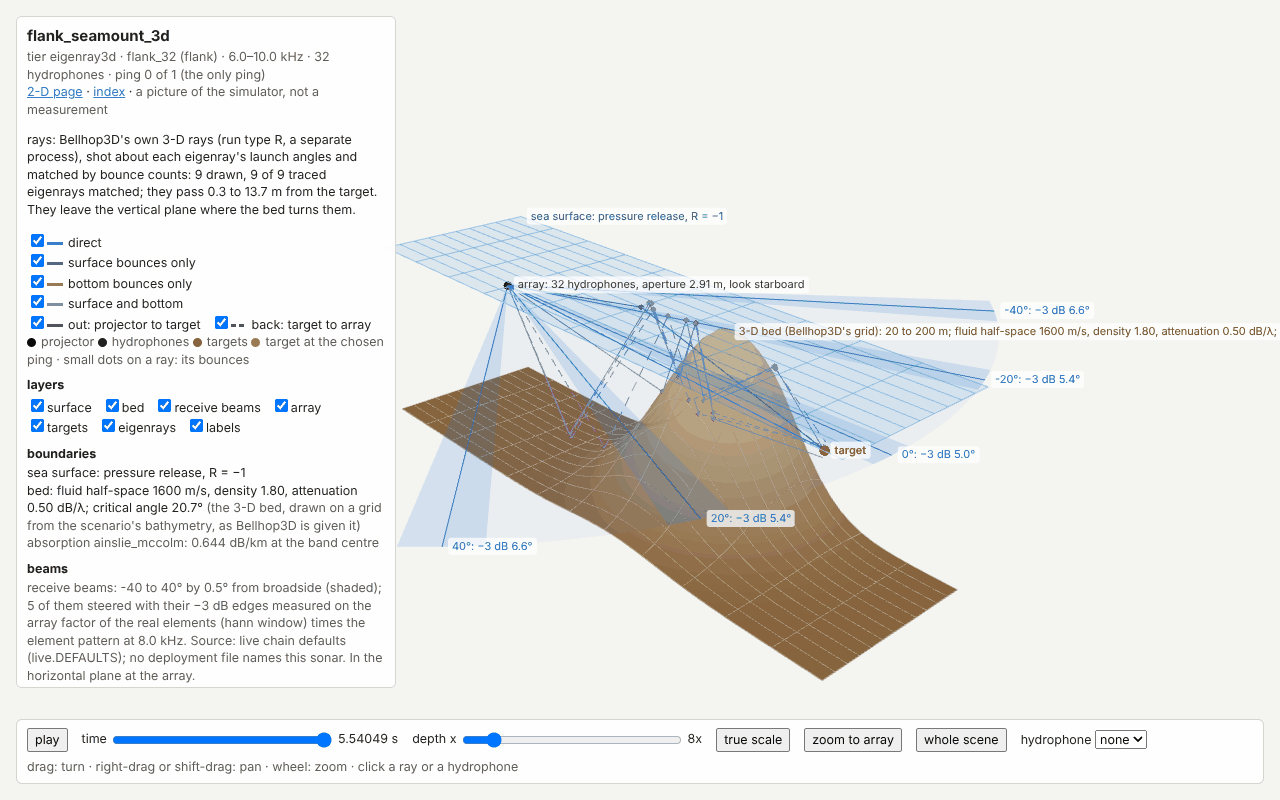 flank_seamount_3d
tier eigenray3d · flank_32 (flank) · 6.0–10.0 kHz · 32
hydrophones · ping 0 of 1 (the only ping)
2-D page · index · a picture of the simulator, not a
measurement
rays: Bellhop3D's own 3-D rays (run type R, a separate
process), shot about each eigenray's launch angles and
matched by bounce counts: 9 drawn, 9 of 9 traced
eigenrays matched; they pass 0.3 to 13.7 m from the target.
They leave the vertical plane where the bed turns them.
direct
surface bounces only
bottom bounces only
surface and bottom
out: projector to target back: target to array
projector hydrophones targets target at the chosen
ping · small dots on a ray: its bounces
layers
surface bed receive beams array
targets eigenrays labels
boundaries
sea surface: pressure release, R = −1
bed: fluid half-space 1600 m/s, density 1.80, attenuation
0.50 dB/λ; critical angle 20.7° (the 3-D bed, drawn on a grid
from the scenario's bathymetry, as Bellhop3D is given it)
absorption ainslie_mccolm: 0.644 dB/km at the band centre
beams
receive beams: -40 to 40° by 0.5° from broadside (shaded);
5 of them steered with their −3 dB edges measured on the
array factor of the real elements (hann window) times the
element pattern at 8.0 kHz. Source: live chain defaults
(live.DEFAULTS); no deployment file names this sonar. In the
horizontal plane at the array.
sea surface: pressure release, R = −1
array: 32 hydrophones, aperture 2.91 m, look starboard
-40°: −3 dB 6.6°
3-D bed (Bellhop3D's grid): 20 to 200 m; fluid half-space 1600 m/s, density 1.80, attenuation 0.50 dB/λ;
-20°: −3 dB 5.4°
target
0°: −3 dB 5.0°
20°: −3 dB 5.4°
40°: −3 dB 6.6°
play time 5.54049 s depth x 8x true scale zoom to array whole scene hydrophone none
drag: turn · right-drag or shift-drag: pan · wheel: zoom · click a ray or a hydrophone